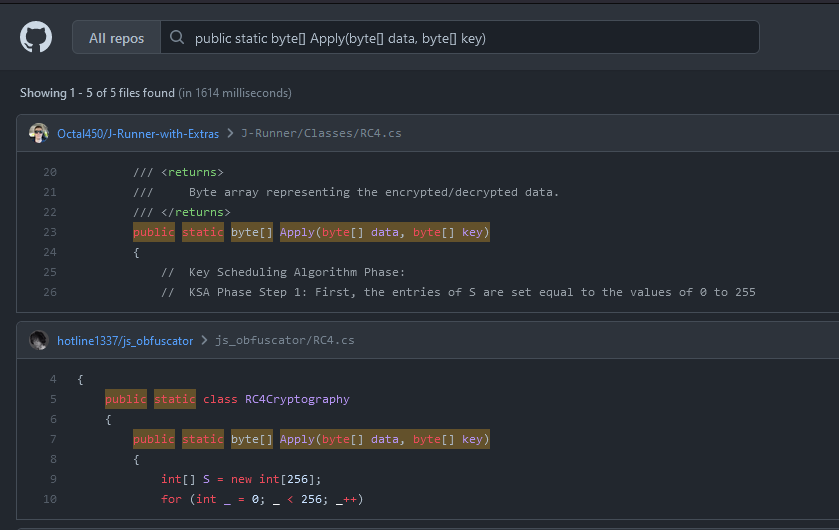 All repos public static byte[] Apply(byte[] data, byte[] key)
Showing 1 - 5 of 5 files found (in 1614 milliseconds)
Octal450/J-Runner-with-Extras > J-Runner/Classes/RC4.cs
20 /// <returns>
21 ///     Byte array representing the encrypted/decrypted data.
22 /// </returns>
23 public static byte[] Apply(byte[] data, byte[] key)
24 {
25     //  Key Scheduling Algorithm Phase:
26     //  KSA Phase Step 1: First, the entries of S are set equal to the values of 0 to 255
hotline1337/js_obfuscator > js_obfuscator/RC4.cs
4 {
5     public static class RC4Cryptography
6     {
7         public static byte[] Apply(byte[] data, byte[] key)
8         {
9             int[] S = new int[256];
10             for (int _ = 0; _ < 256; _++)